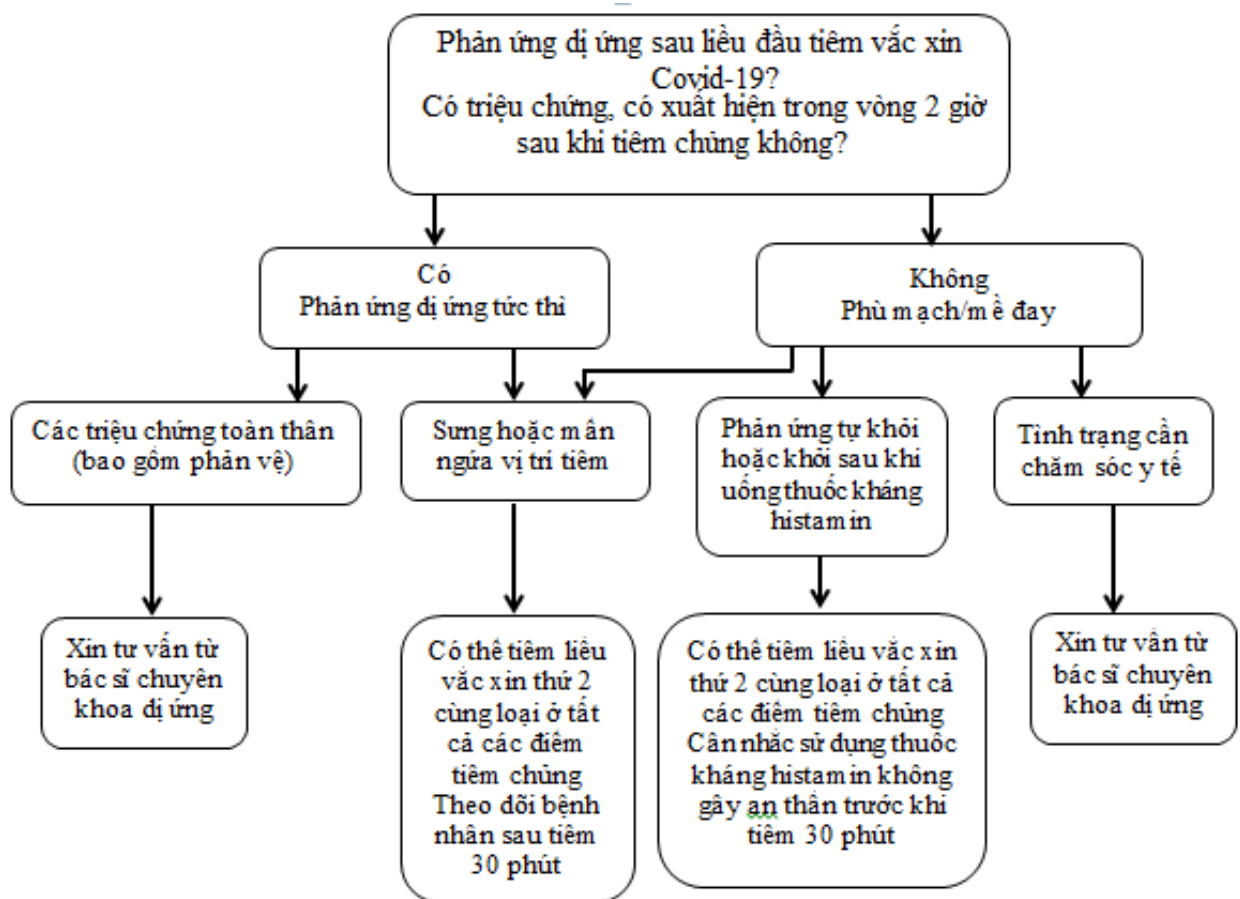 Phản ứng dị ứng sau liều đầu tiêm vắc xin
Covid-19?
Có triệu chứng, có xuất hiện trong vòng 2 giờ
sau khi tiêm chủng không?
Có
Phản ứng dị ứng tức thì
Không
Phù mạch/mề đay
Các triệu chứng toàn thân
(bao gồm phản vệ)
Sưng hoặc mẩn
ngứa vị trí tiêm
Phản ứng tự khỏi
hoặc khỏi sau khi
uống thuốc kháng
histamin
Tình trạng cần
chăm sóc y tế
Xin tư vấn từ
bác sĩ chuyên
khoa dị ứng
Có thể tiêm liều
vắc xin thứ 2
cùng loại ở tất
cả các điểm
tiêm chủng
Theo dõi bệnh
nhân sau tiêm
30 phút
Có thể tiêm liều vắc xin
thứ 2 cùng loại ở tất cả
các điểm tiêm chủng
Cân nhắc sử dụng thuốc
kháng histamin không
gây an thần trước khi
tiêm 30 phút
Xin tư vấn từ
bác sĩ chuyên
khoa dị ứng